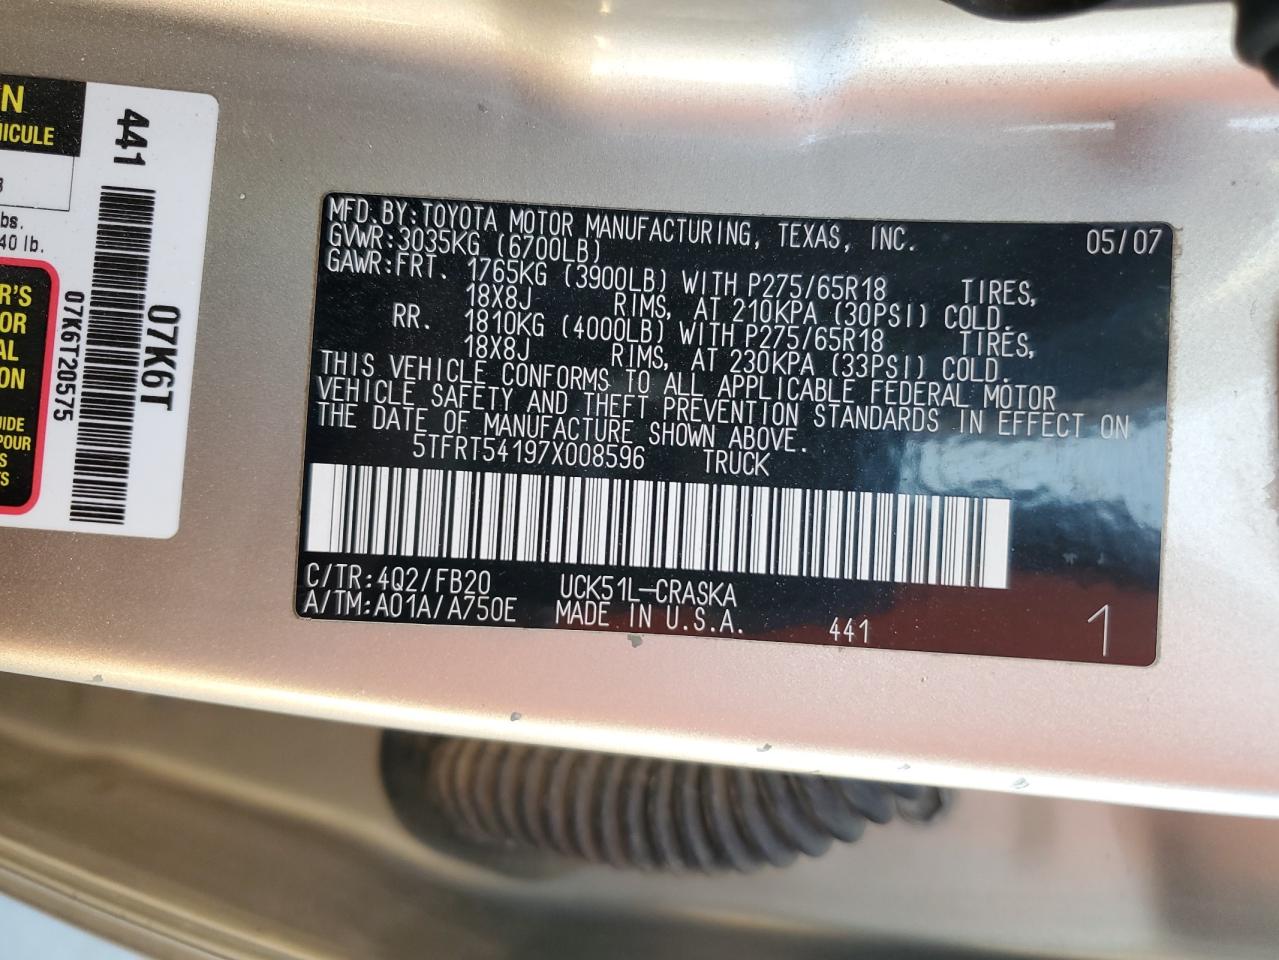 N
HICULE
bs.
40 lb.
R'S
OR
AL
ON
UIDE
POUR
S
TS
441
07K6T
07K6T20575
MFD.BY:TOYOTA MOTOR MANUFACTURING, TEXAS, INC. 05/07
GVWR:3035KG (6700LB)
GAWR:FRT. 1765KG (3900LB) WITH P275/65R18 TIRES,
18X8J RIMS, AT 210KPA (30PSI) COLD.
RR. 1810KG (4000LB) WITH P275/65R18 TIRES,
18X8J RIMS, AT 230KPA (33PSI) COLD.
THIS VEHICLE CONFORMS TO ALL APPLICABLE FEDERAL MOTOR
VEHICLE SAFETY AND THEFT PREVENTION STANDARDS IN EFFECT ON
THE DATE OF MANUFACTURE SHOWN ABOVE.
5TFRT54197X008596 TRUCK
C/TR:4Q2/FB20 UCK51L-CRASKA
A/TM:A01A/A750E MADE IN U.S.A. 441 1